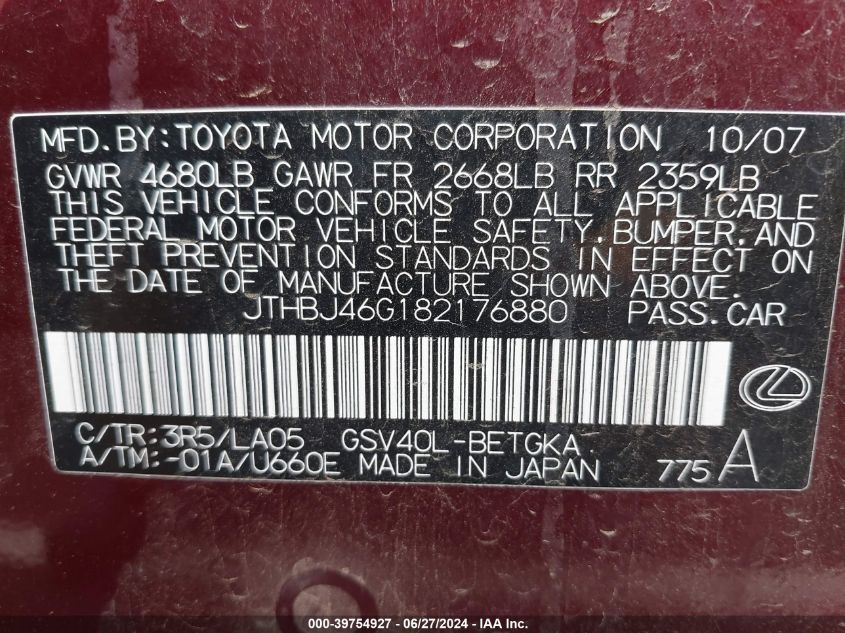 MFD. BY: TOYOTA MOTOR CORPORATION 10/07
GVWR 4680LB GAWR FR 2668LB RR 2359LB
THIS VEHICLE CONFORMS TO ALL APPLICABLE
FEDERAL MOTOR VEHICLE SAFETY, BUMPER, AND
THEFT PREVENTION STANDARDS IN EFFECT ON
THE DATE OF MANUFACTURE SHOWN ABOVE.
JTHBJ46G182176880 PASS. CAR
C/TR: 3R5/LA05 GSV40L-BETGKA
A/TM: -01A/U660E MADE IN JAPAN 775 A
000-39754927 - 06/27/2024 - IAA, Inc.